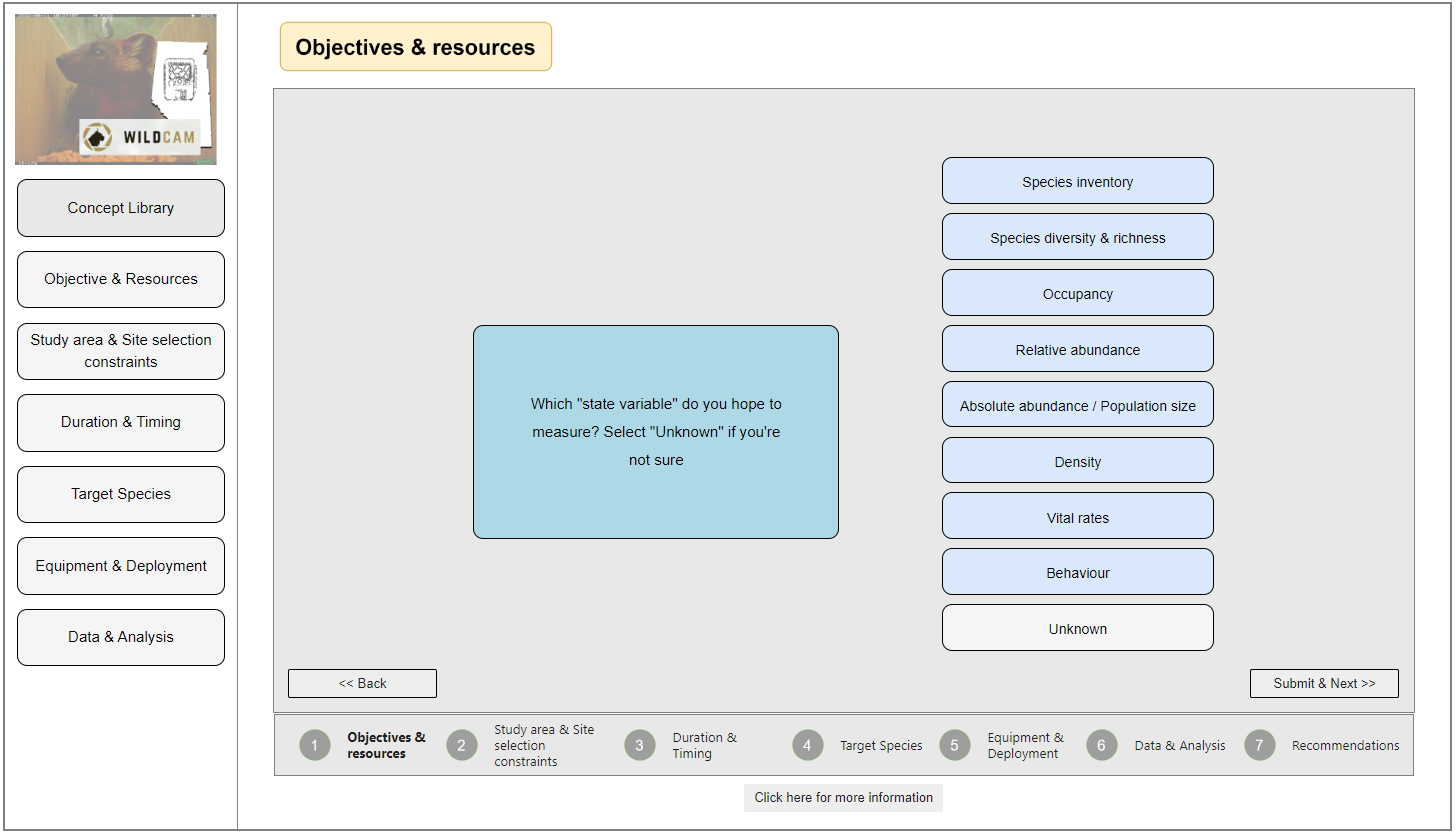 WILDCAM
Concept Library
Objective & Resources
Study area & Site selection
constraints
Duration & Timing
Target Species
Equipment & Deployment
Data & Analysis
Objectives & resources
Which "state variable" do you hope to
measure? Select "Unknown" if you're
not sure
Species inventory
Species diversity & richness
Occupancy
Relative abundance
Absolute abundance / Population size
Density
Vital rates
Behaviour
Unknown
<< Back
Submit & Next >>
1
Objectives &
resources
2
Study area & Site
selection
constraints
3
Duration &
Timing
4
Target Species
5
Equipment &
Deployment
6
Data & Analysis
7
Recommendations
Click here for more information